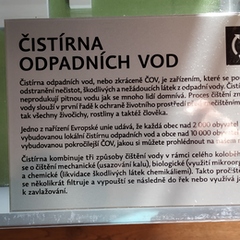 ČISTÍRNA
ODPADNÍCH VOD
Čistírna odpadních vod, nebo zkráceně ČOV, je zařízením, které se po
odstranění nečistot, škodlivých a nežádoucích látek z odpadní vody. Čistí
neprodukují pitnou vodu jak se mnoho lidí domnívá. Proces čištění
vody slouží v první řadě k ochraně životního prostředí
tak všechny živočichy, rostliny a taktéž člověka.
Jedno z nařízení Evropské unie udává, že každá obec nad 2 000 obyvatel
vybudovanou lokální čistírnu odpadních vod a obce nad 10 000 obyv
vybudovanou pokročilejší ČOV, jakou si můžete prohlédnout na našem
Čistírna kombinuje tři způsoby čištění vody v rámci celého koloběh
se o čištění mechanické (usazování kalu), biologické (využití mikroorg
a chemické (likvidace škodlivých látek chemikáliemi). Takto pročiště
se několikrát filtruje a vypouští se následně do řek nebo využívá j
k zavlažování.